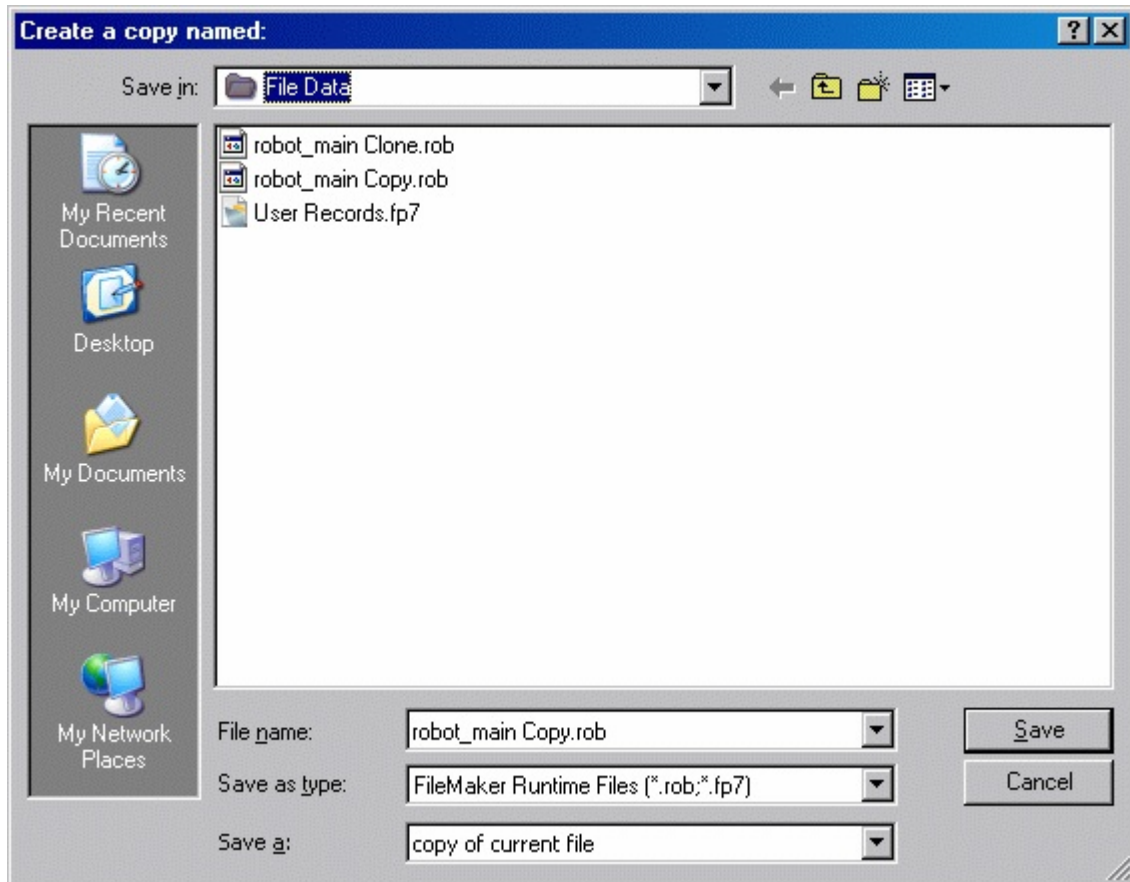 Create a copy named:
Save in:
File Data
robot_main Clone.rob
robot_main Copy.rob
User Records.fp7
My Recent
Documents
Desktop
My Documents
My Computer
My Network
Places
File name:
robot_main Copy.rob
Save
Save as type:
FileMaker Runtime Files (*.rob;*.fp7)
Cancel
Save a:
copy of current file